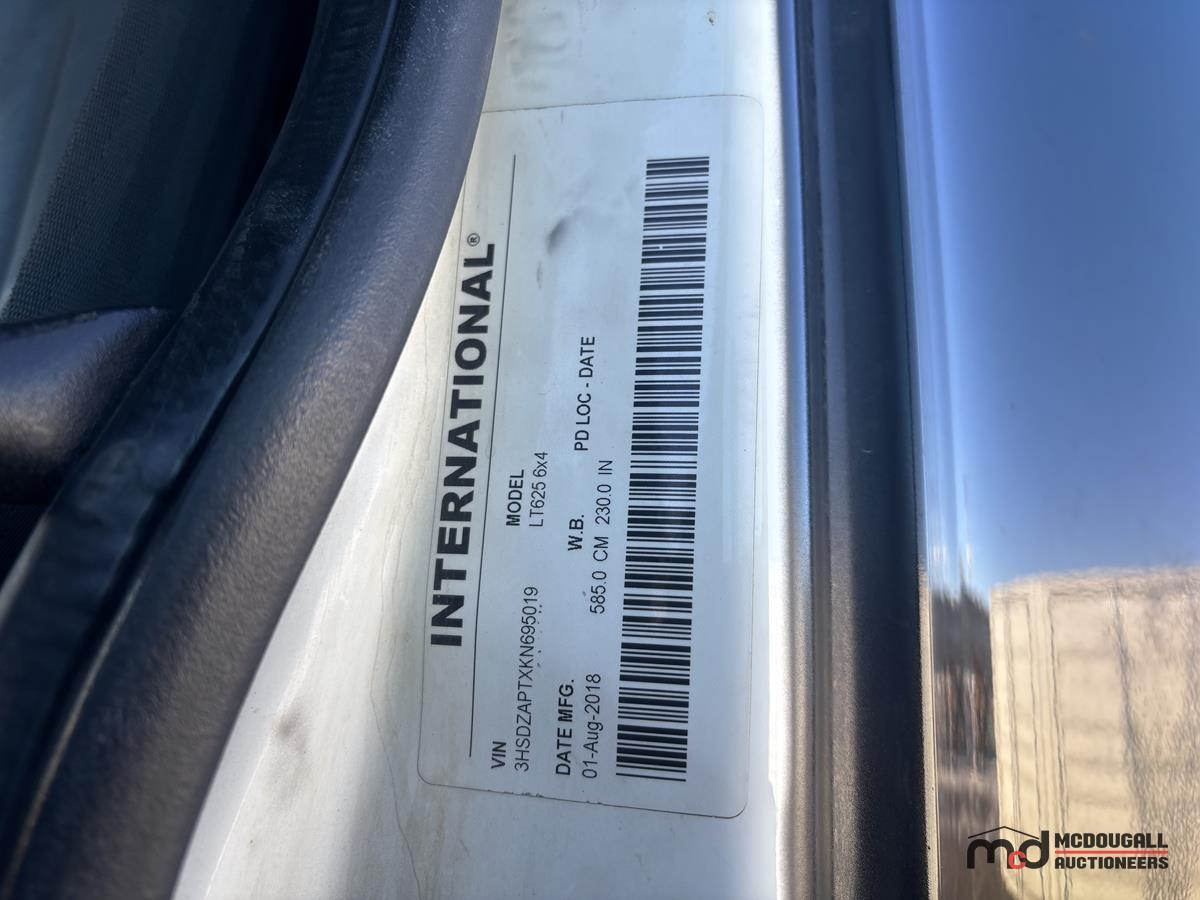 INTERNATIONAL®
VIN MODEL
3HSDZAPTXKN695019 LT625 6x4
DATE MFG. W.B. PD LOC - DATE
01-Aug-2018 585.0 CM 230.0 IN
mcd MCDOUGALL
AUCTIONEERS